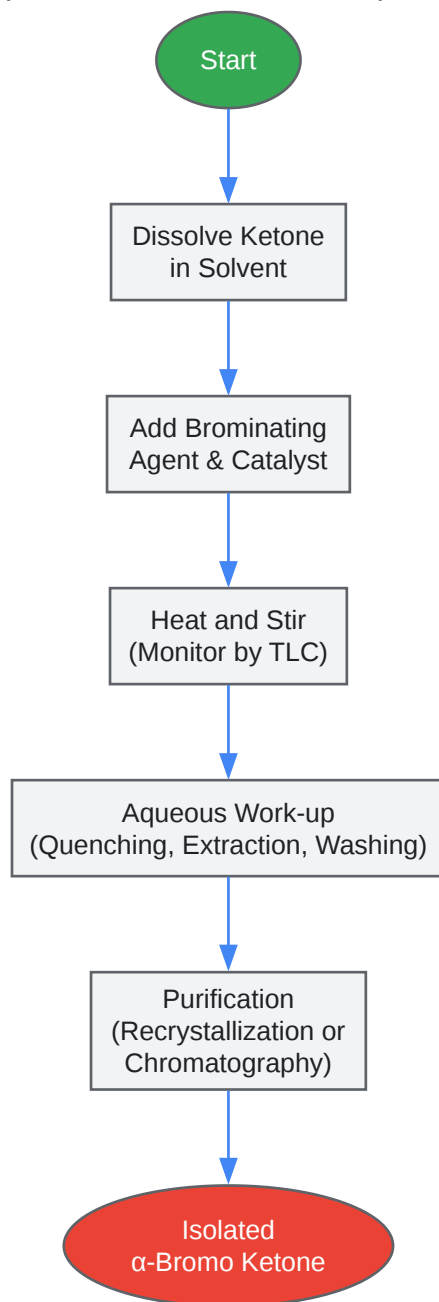 Start
Dissolve Ketone
in Solvent
Add Brominating
Agent & Catalyst
Heat and Stir
(Monitor by TLC)
Aqueous Work-up
(Quenching, Extraction, Washing)
Purification
(Recrystallization or
Chromatography)
Isolated
α-Bromo Ketone